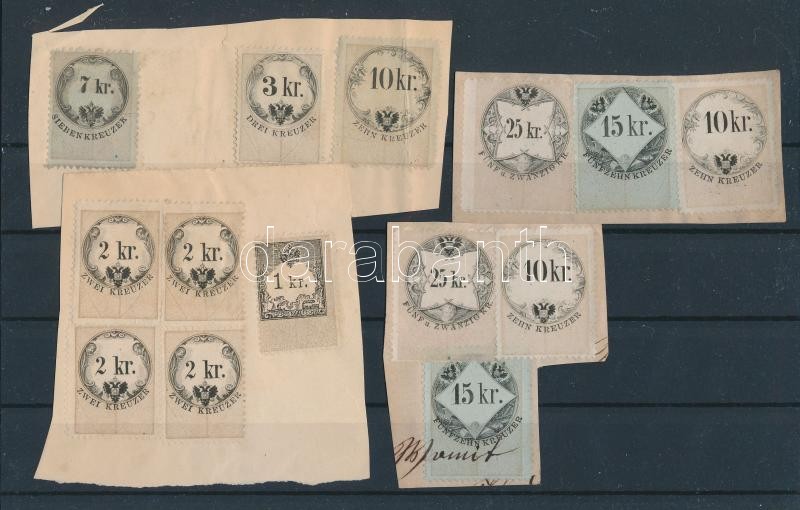 7 kr.
SIEBEN KREUZER
3 kr.
DREI KREUZER
10 kr.
ZEHN KREUZER
25 kr.
FÜNF u. ZWANZIG KR.
15 kr.
FÜNFZEHN KREUZER
10 kr.
ZEHN KREUZER
darabanth
2 kr.
ZWEI KREUZER
2 kr.
ZWEI KREUZER
1 kr.
2 kr.
ZWEI KREUZER
2 kr.
ZWEI KREUZER
25 kr.
FÜNF u. ZWANZIG KR.
10 kr.
ZEHN KREUZER
15 kr.
FÜNFZEHN KREUZER